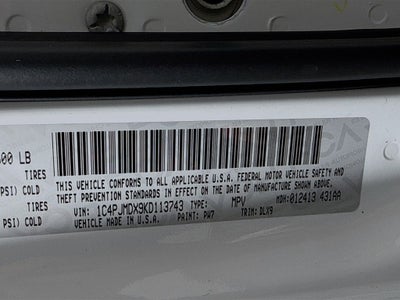 500 LB
TIRES
PSI) COLD
TIRES
PSI) COLD
THIS VEHICLE CONFORMS TO ALL APPLICABLE U.S.A. FEDERAL MOTOR VEHICLE SAFETY AND
THEFT PREVENTION STANDARDS IN EFFECT ON THE DATE OF MANUFACTURE SHOWN ABOVE.
VIN: 1C4PJMDX9KD113743 TYPE: MPV MDH: 012413 431AA
VEHICLE MADE IN U.S.A. PAINT: PW7 TRIM: DLX9